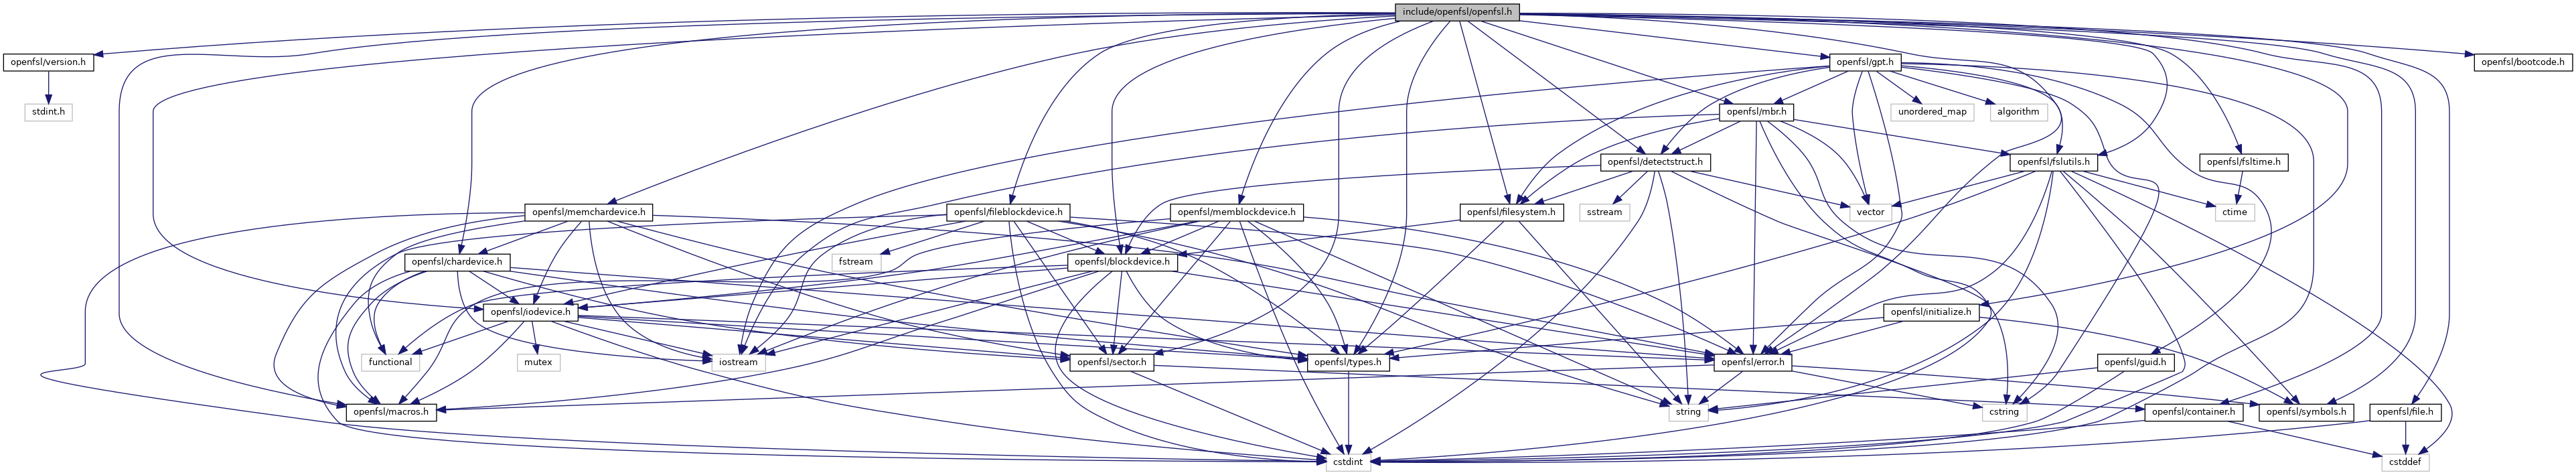 include/openfsl/openfsl.h
openfsl/version.h
openfsl/gpt.h
openfsl/bootcode.h
stdint.h
openfsl/mbr.h
unordered_map
algorithm
openfsl/detectstruct.h
openfsl/fslutils.h
openfsl/fsltime.h
openfsl/memchardevice.h
openfsl/fileblockdevice.h
openfsl/memblockdevice.h
openfsl/filesystem.h
sstream
vector
ctime
openfsl/chardevice.h
fstream
openfsl/blockdevice.h
openfsl/iodevice.h
openfsl/initialize.h
functional
mutex
iostream
openfsl/sector.h
openfsl/types.h
openfsl/error.h
openfsl/guid.h
openfsl/macros.h
string
cstring
openfsl/container.h
openfsl/symbols.h
openfsl/file.h
cstdint
cstddef